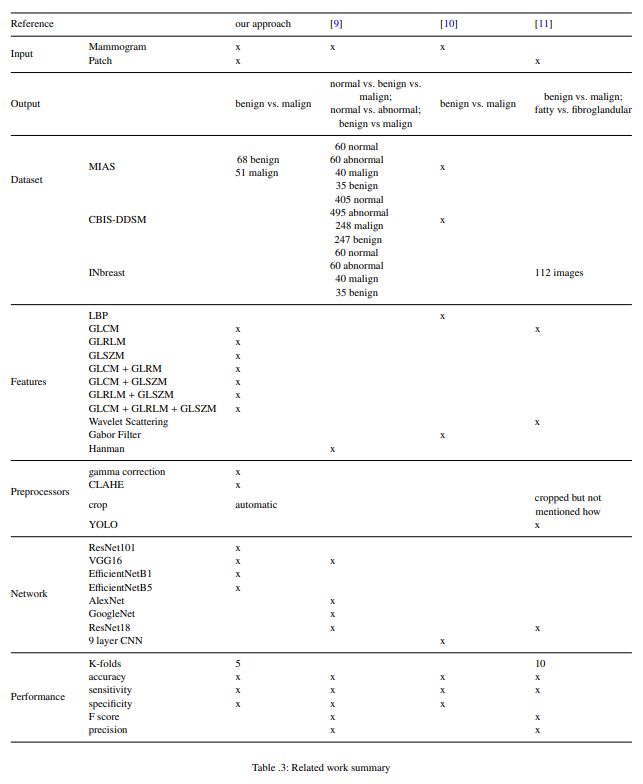 Reference our approach [9] [10] [11]
Input Mammogram x x x
Patch x x
Output benign vs. malign normal vs. benign vs. malign; normal vs. abnormal; benign vs malign benign vs. malign benign vs. malign; fatty vs. fibroglandular
Dataset MIAS 68 benign 51 malign 60 normal 60 abnormal 40 malign 35 benign x
CBIS-DDSM 405 normal 495 abnormal 248 malign 247 benign x
INbreast 60 normal 60 abnormal 40 malign 35 benign 112 images
Features LBP x
GLCM x x
GLRLM x
GLSZM x
GLCM + GLRM x
GLCM + GLSZM x
GLRLM + GLSZM x
GLCM + GLRLM + GLSZM x
Wavelet Scattering x
Gabor Filter x
Hanman x
Preprocessors gamma correction x
CLAHE x
crop automatic cropped but not mentioned how
YOLO x
Network ResNet101 x
VGG16 x x
EfficientNetB1 x
EfficientNetB5 x
AlexNet x
GoogleNet x
ResNet18 x x
9 layer CNN x
Performance K-folds 5 10
accuracy x x x x
sensitivity x x x x
specificity x x x
F score x x
precision x x
Table .3: Related work summary